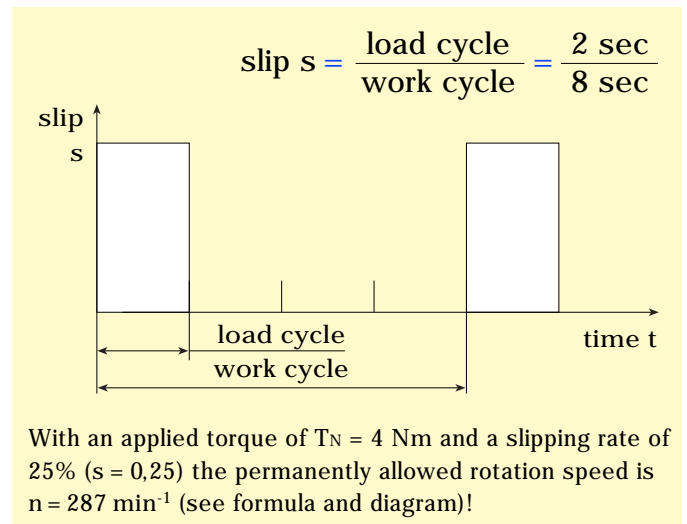 slip s = load cycle / work cycle = 2 sec / 8 sec
slip
s
load cycle
work cycle
time t
With an applied torque of TN = 4 Nm and a slipping rate of
25% (s = 0,25) the permanently allowed rotation speed is
n = 287 min-1 (see formula and diagram)!